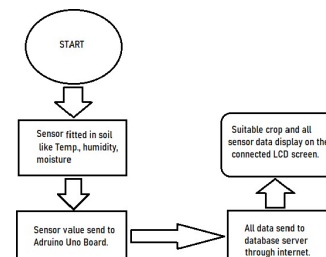 START
Sensor fitted in soil
like Temp., humidity,
moisture
Sensor value send to
Adruino Uno Board.
All data send to
database server
through internet.
Suitable crop and all
sensor data display on the
connected LCD screen.